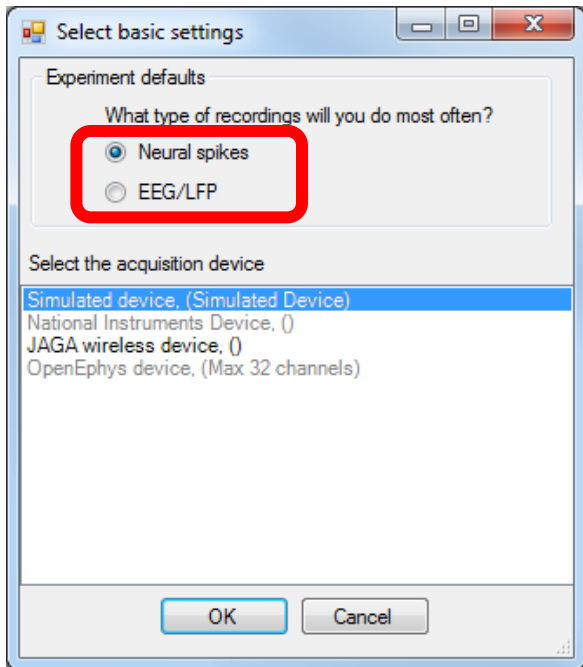 Select basic settings
Experiment defaults
What type of recordings will you do most often?
Neural spikes
EEG/LFP
Select the acquisition device
Simulated device, (Simulated Device)
National Instruments Device, ()
JAGA wireless device, ()
OpenEphys device, (Max 32 channels)
OK Cancel